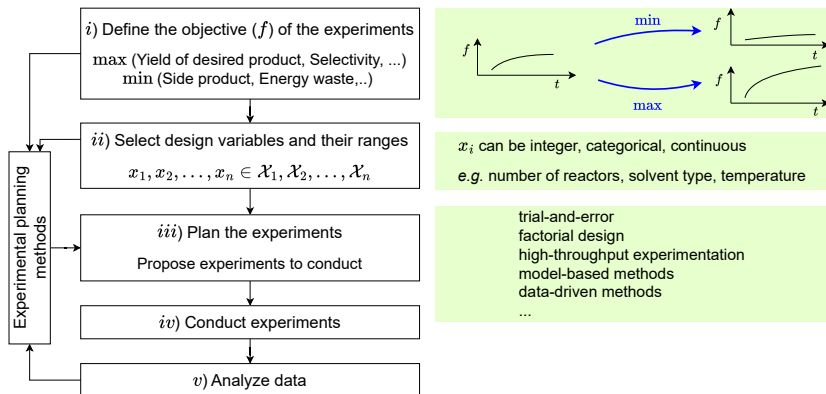 i) Define the objective (f) of the experiments
max (Yield of desired product, Selectivity, ...)
min (Side product, Energy waste,..)
ii) Select design variables and their ranges
x₁, x₂, . . . , xₙ ∈ 𝒳₁, 𝒳₂, . . . , 𝒳ₙ
Experimental planning
methods
iii) Plan the experiments
Propose experiments to conduct
iv) Conduct experiments
v) Analyze data
f
t
min
max
f
t
f
t
xᵢ can be integer, categorical, continuous
e.g. number of reactors, solvent type, temperature
trial-and-error
factorial design
high-throughput experimentation
model-based methods
data-driven methods
...